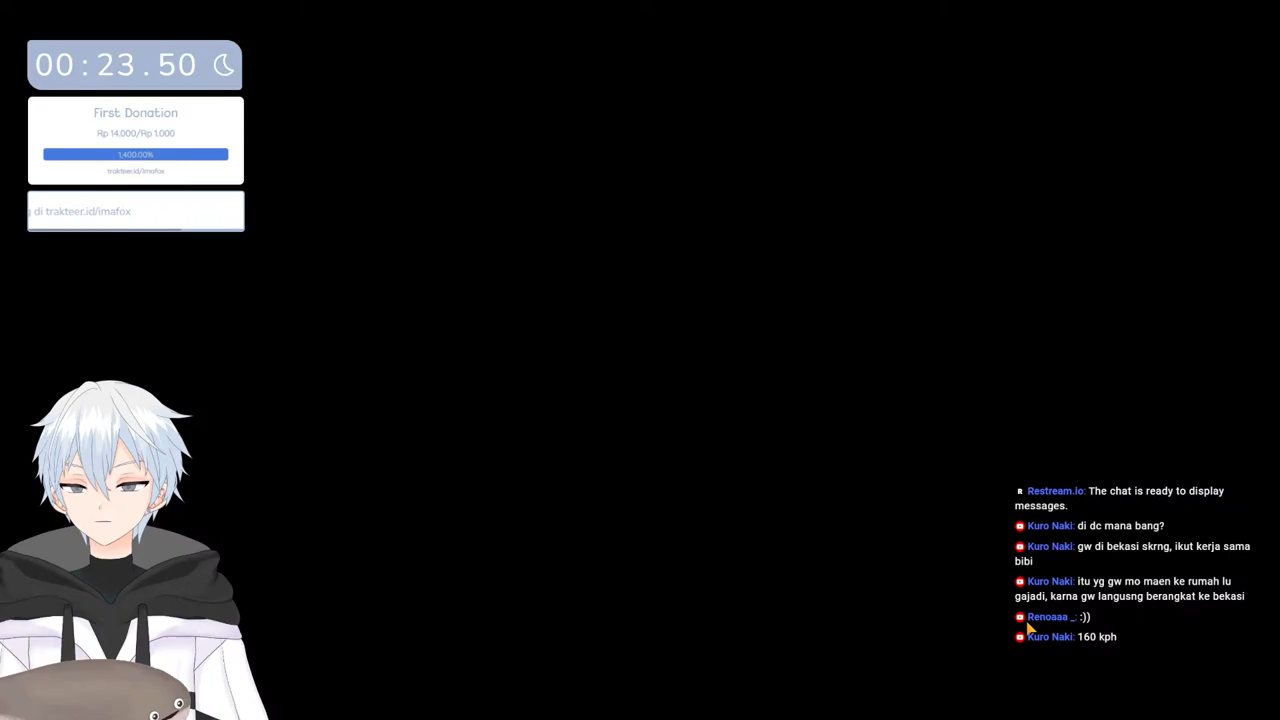 00:23.50
First Donation
Rp 14.000/Rp 1.000
1,400.00%
trakteer.id/imafox
g di trakteer.id/imafox
Restream.io: The chat is ready to display
messages.
Kuro Naki: di dc mana bang?
Kuro Naki: gw di bekasi skrng, ikut kerja sama
bibi
Kuro Naki: itu yg gw mo maen ke rumah lu
gajadi, karna gw langusng berangkat ke bekasi
Renoaaa _: :))
Kuro Naki: 160 kph